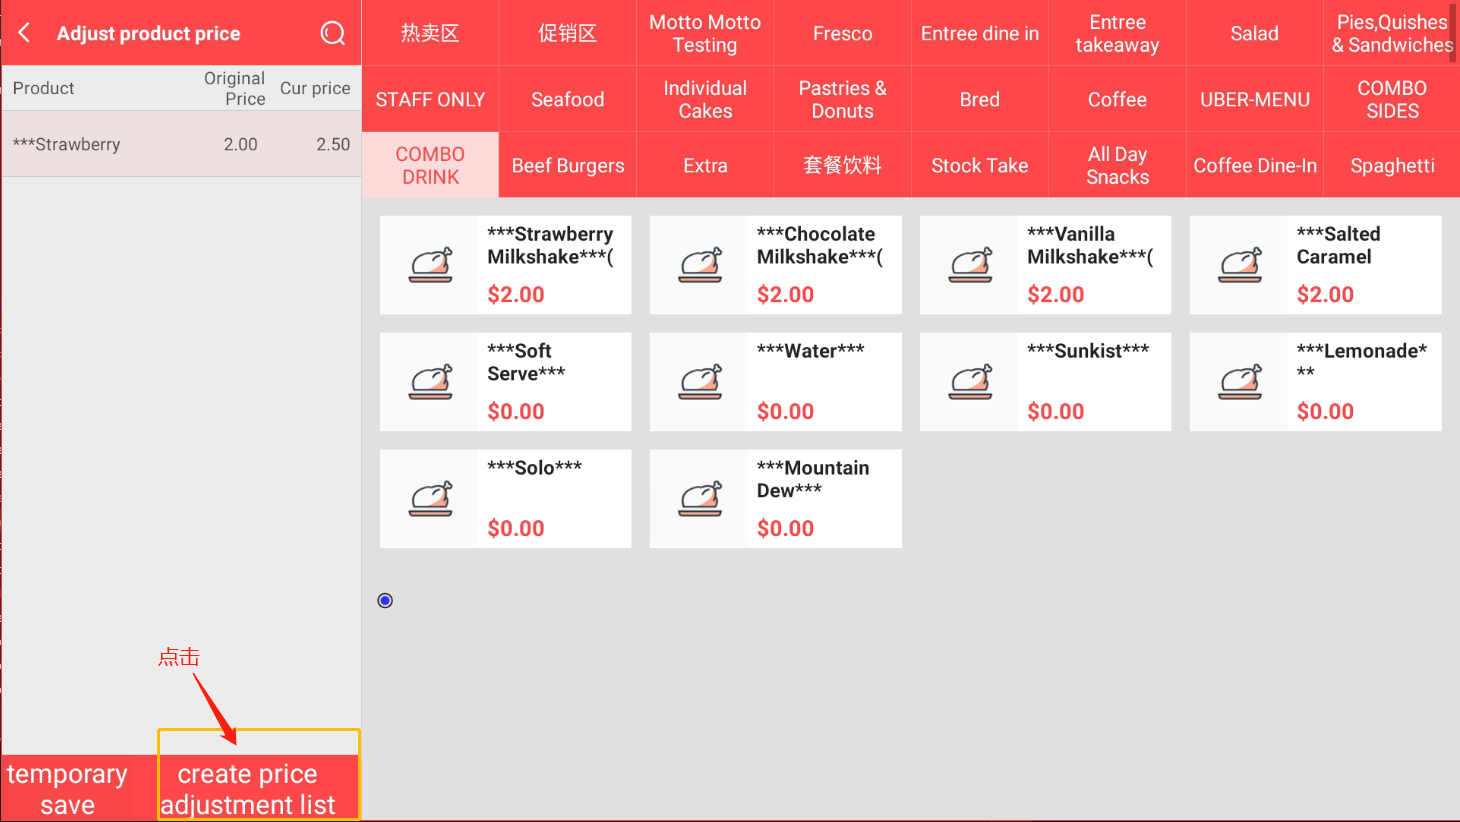 Adjust product price
Product
Original
Price
Cur price
***Strawberry
2.00
2.50
点击
temporary
save
create price
adjustment list
热卖区
促销区
Motto Motto
Testing
Fresco
Entree dine in
Entree
takeaway
Salad
Pies,Quishes
& Sandwiches
STAFF ONLY
Seafood
Individual
Cakes
Pastries &
Donuts
Bred
Coffee
UBER-MENU
COMBO
SIDES
COMBO
DRINK
Beef Burgers
Extra
套餐饮料
Stock Take
All Day
Snacks
Coffee Dine-In
Spaghetti
***Strawberry
Milkshake***(
$2.00
***Chocolate
Milkshake***(
$2.00
***Vanilla
Milkshake***(
$2.00
***Salted
Caramel
$2.00
***Soft
Serve***
$0.00
***Water***
$0.00
***Sunkist***
$0.00
***Lemonade*
**
$0.00
***Solo***
$0.00
***Mountain
Dew***
$0.00